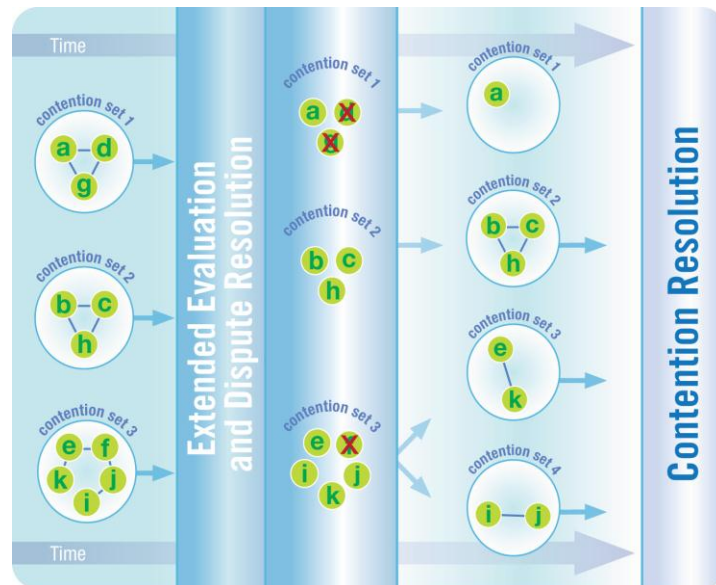 Time
contention set 1
a d
g
contention set 2
b c
h
contention set 3
e f
k j
i
Time
Extended Evaluation
and Dispute Resolution
contention set 1
a
contention set 2
b c
h
contention set 3
e
i j
k
contention set 1
a
contention set 2
b c
h
contention set 3
e
k
contention set 4
i j
Contention Resolution